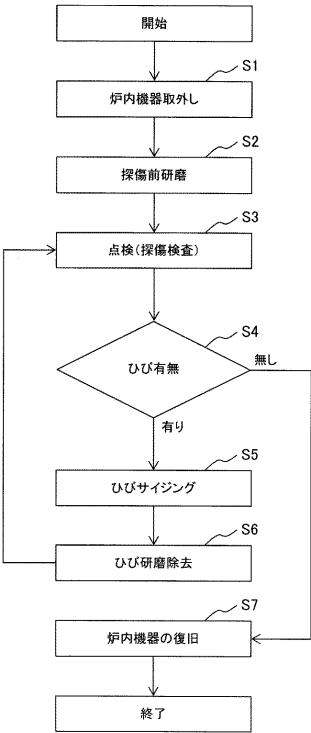 開始
S1
炉内機器取外し
S2
探傷前研磨
S3
点検(探傷検査)
S4
ひび有無
無し
有り
S5
ひびサイジング
S6
ひび研磨除去
S7
炉内機器の復旧
終了